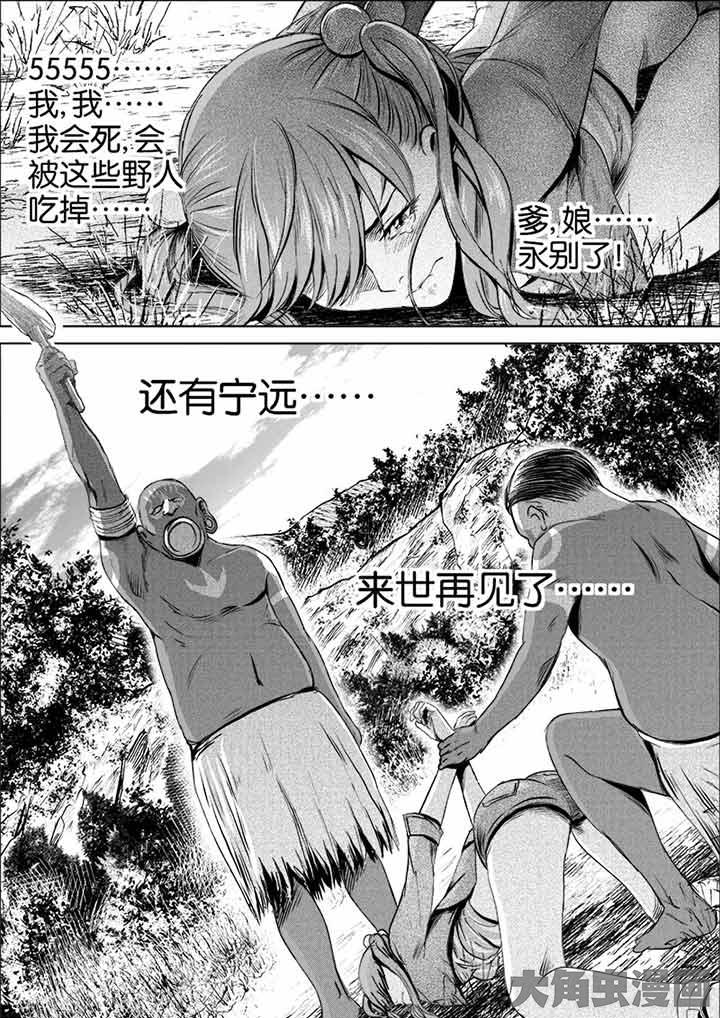 55555……
我，我……
我会死，会
被这些野人
吃掉……
爹，娘……
永别了！
还有宁远……
来世再见了……
大角虫漫画